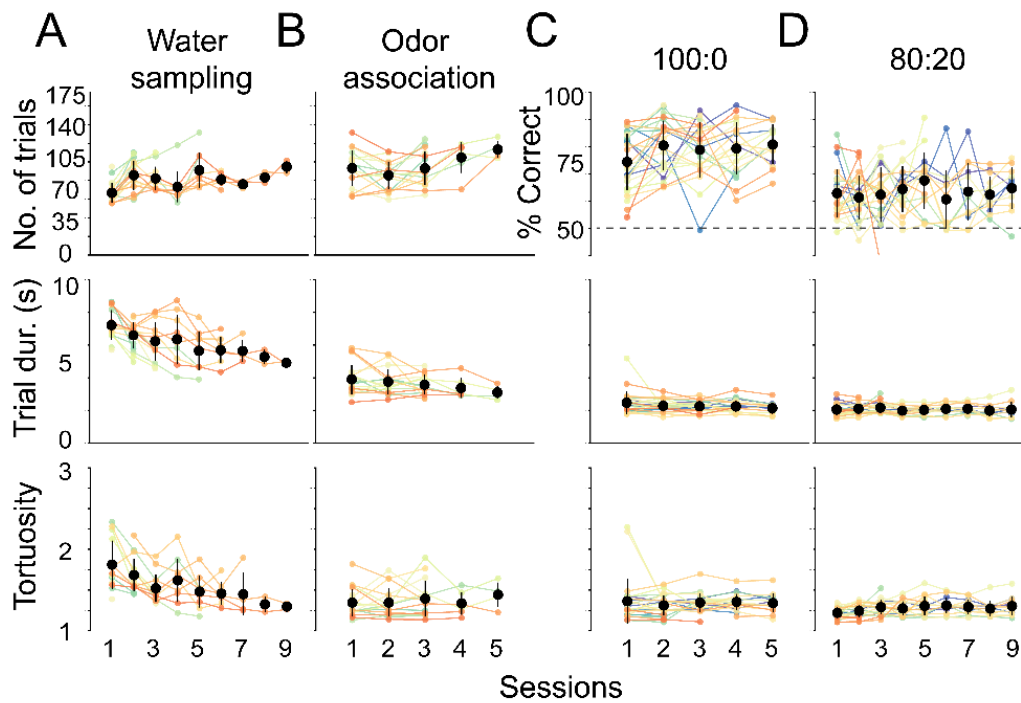 A
Water
sampling
B
Odor
association
C
100:0
D
80:20
No. of trials
175
140
105
70
35
0
% Correct
100
75
50
Trial dur. (s)
10
5
0
Tortuosity
3
2
1
1 3 5 7 9
1 2 3 4 5
1 2 3 4 5
1 3 5 7 9
Sessions